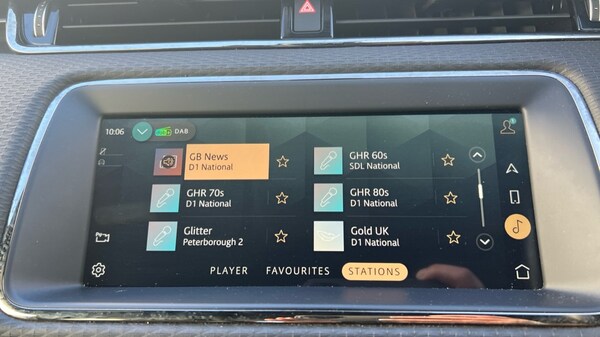 10:06
DAB
GB News
D1 National
GHR 60s
SDL National
GHR 70s
D1 National
GHR 80s
D1 National
Glitter
Peterborough 2
Gold UK
D1 National
PLAYER
FAVOURITES
STATIONS